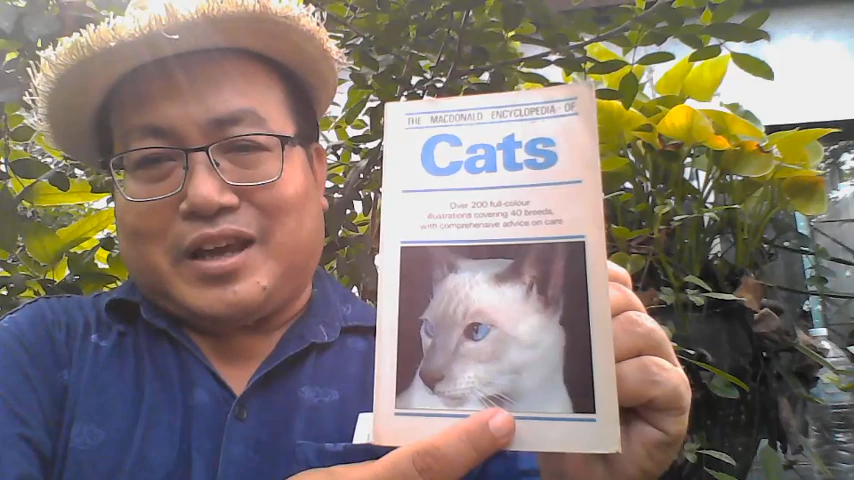 THE MACDONALD ENCYCLOPEDIA OF
Cats
Over 200 full-colour
illustrations covering 40 breeds,
with comprehensive advice on care